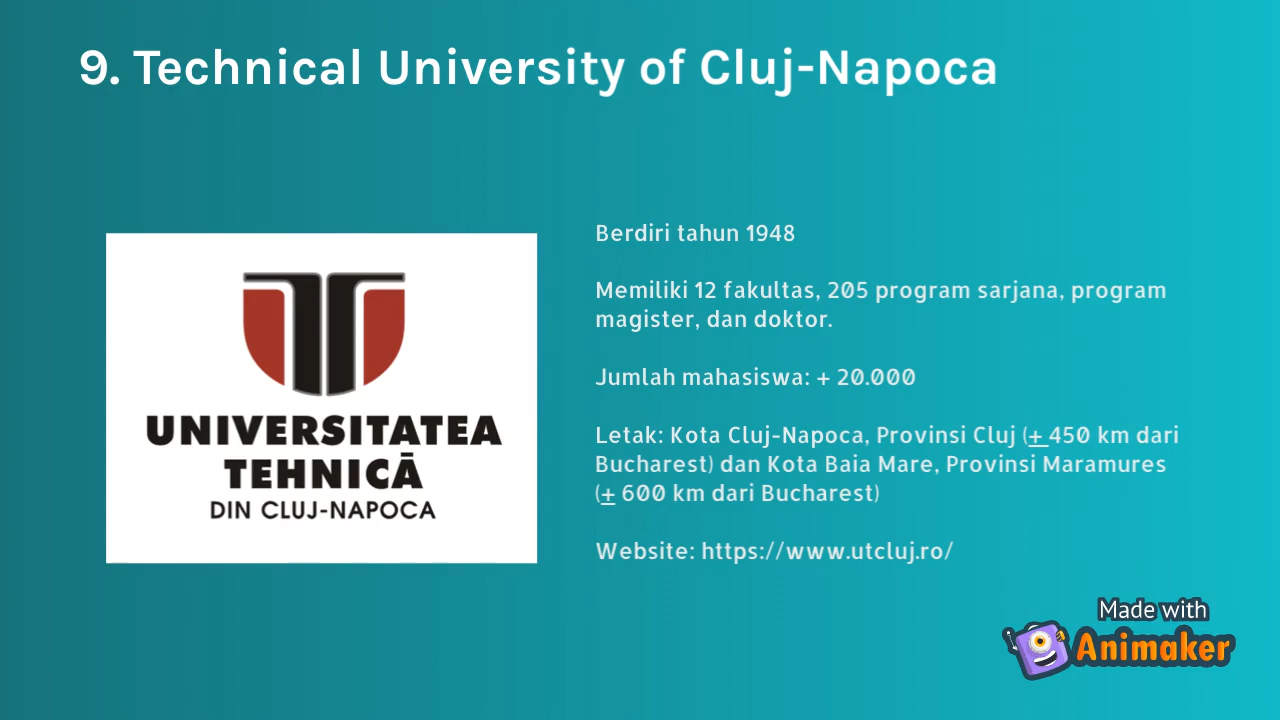 9. Technical University of Cluj-Napoca
UNIVERSITATEA
TEHNICĀ
DIN CLUJ-NAPOCA
Berdiri tahun 1948
Memiliki 12 fakultas, 205 program sarjana, program
magister, dan doktor.
Jumlah mahasiswa: + 20.000
Letak: Kota Cluj-Napoca, Provinsi Cluj (+ 450 km dari
Bucharest) dan Kota Baia Mare, Provinsi Maramures
(+ 600 km dari Bucharest)
Website: https://www.utcluj.ro/
Made with
Animaker